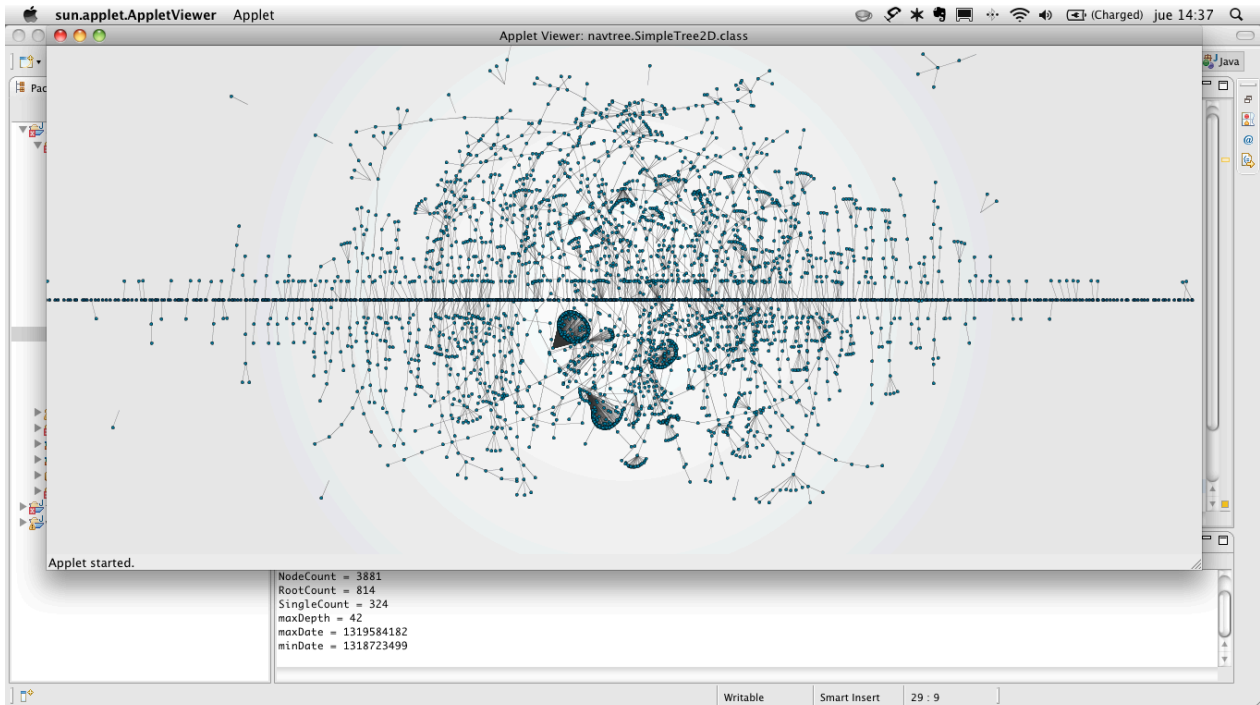 sun.applet.AppletViewer Applet (Charged) jue 14:37
Applet Viewer: navtree.SimpleTree2D.class
Java
Pac
Applet started.
NodeCount = 3881
RootCount = 814
SingleCount = 324
maxDepth = 42
maxDate = 1319584182
minDate = 1318723499
Writable Smart Insert 29 : 9